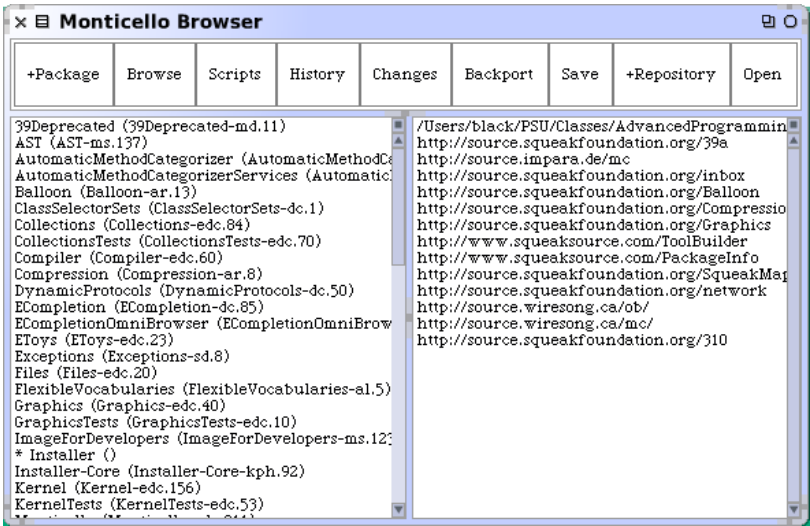 Monticello Browser
+Package Browse Scripts History Changes Backport Save +Repository Open
39Deprecated (39Deprecated-md.11)
AST (AST-ms.137)
AutomaticMethodCategorizer (AutomaticMethodCa
AutomaticMethodCategorizerServices (Automatic
Balloon (Balloon-ar.13)
ClassSelectorSets (ClassSelectorSets-dc.1)
Collections (Collections-edc.84)
CollectionsTests (CollectionsTests-edc.70)
Compiler (Compiler-edc.60)
Compression (Compression-ar.8)
DynamicProtocols (DynamicProtocols-dc.50)
ECompletion (ECompletion-dc.85)
ECompletionOmniBrowser (ECompletionOmniBrow
EToys (EToys-edc.23)
Exceptions (Exceptions-sd.8)
Files (Files-edc.20)
FlexibleVocabularies (FlexibleVocabularies-al.5)
Graphics (Graphics-edc.40)
GraphicsTests (GraphicsTests-edc.10)
ImageForDevelopers (ImageForDevelopers-ms.123
* Installer ()
Installer-Core (Installer-Core-kph.92)
Kernel (Kernel-edc.156)
KernelTests (KernelTests-edc.53)
/Users/black/PSU/Classes/AdvancedProgrammin
http://source.squeakfoundation.org/39a
http://source.impara.de/mc
http://source.squeakfoundation.org/inbox
http://source.squeakfoundation.org/Balloon
http://source.squeakfoundation.org/Compressio
http://source.squeakfoundation.org/Graphics
http://www.squeaksource.com/ToolBuilder
http://www.squeaksource.com/PackageInfo
http://source.squeakfoundation.org/SqueakMap
http://source.squeakfoundation.org/network
http://source.wiresong.ca/ob/
http://source.wiresong.ca/mc/
http://source.squeakfoundation.org/310